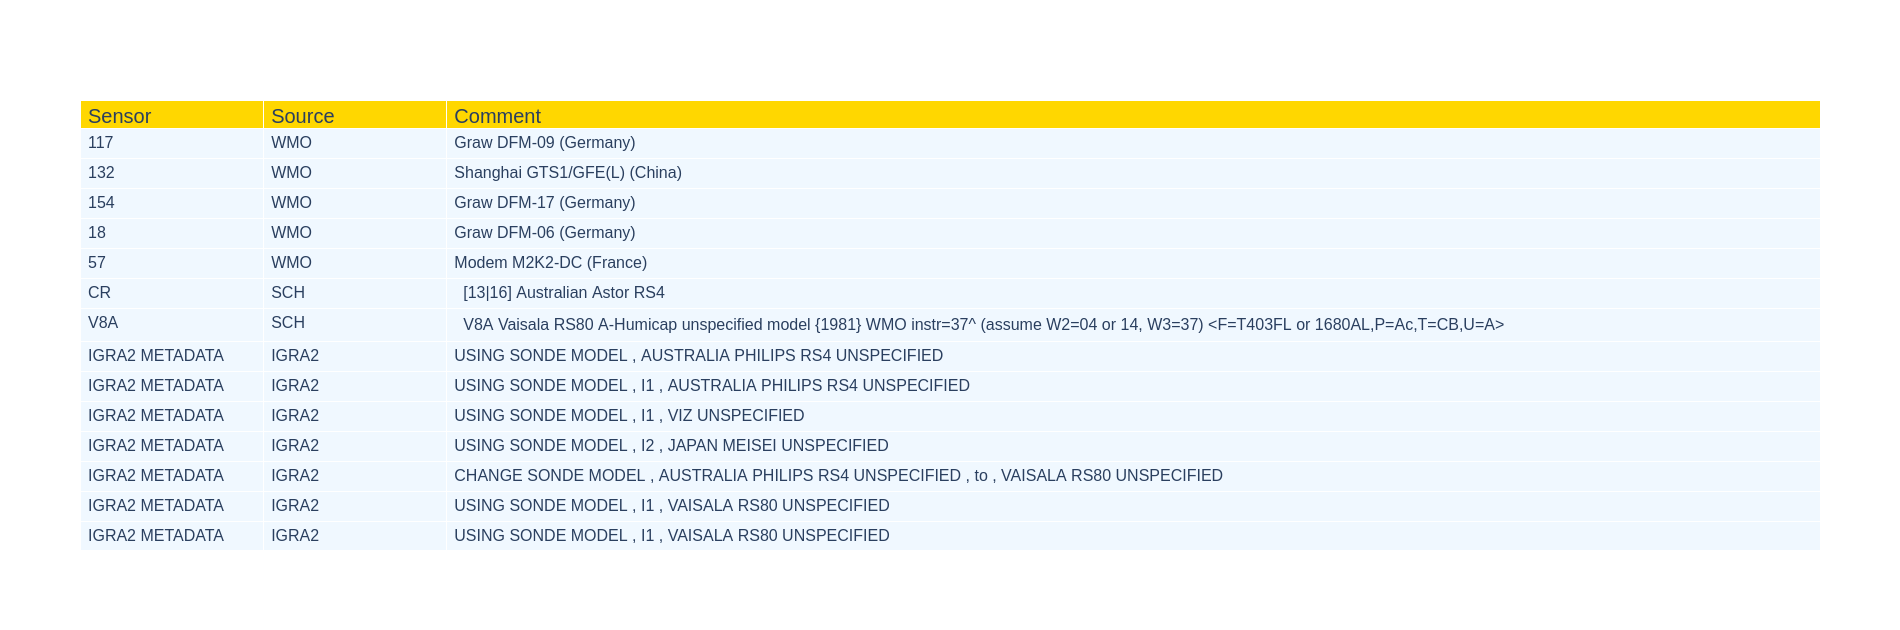 Sensor Source Comment
117 WMO Graw DFM-09 (Germany)
132 WMO Shanghai GTS1/GFE(L) (China)
154 WMO Graw DFM-17 (Germany)
18 WMO Graw DFM-06 (Germany)
57 WMO Modem M2K2-DC (France)
CR SCH [13|16] Australian Astor RS4
V8A SCH V8A Vaisala RS80 A-Humicap unspecified model {1981} WMO instr=37^ (assume W2=04 or 14, W3=37) <F=T403FL or 1680AL,P=Ac,T=CB,U=A>
IGRA2 METADATA IGRA2 USING SONDE MODEL , AUSTRALIA PHILIPS RS4 UNSPECIFIED
IGRA2 METADATA IGRA2 USING SONDE MODEL , I1 , AUSTRALIA PHILIPS RS4 UNSPECIFIED
IGRA2 METADATA IGRA2 USING SONDE MODEL , I1 , VIZ UNSPECIFIED
IGRA2 METADATA IGRA2 USING SONDE MODEL , I2 , JAPAN MEISEI UNSPECIFIED
IGRA2 METADATA IGRA2 CHANGE SONDE MODEL , AUSTRALIA PHILIPS RS4 UNSPECIFIED , to , VAISALA RS80 UNSPECIFIED
IGRA2 METADATA IGRA2 USING SONDE MODEL , I1 , VAISALA RS80 UNSPECIFIED
IGRA2 METADATA IGRA2 USING SONDE MODEL , I1 , VAISALA RS80 UNSPECIFIED